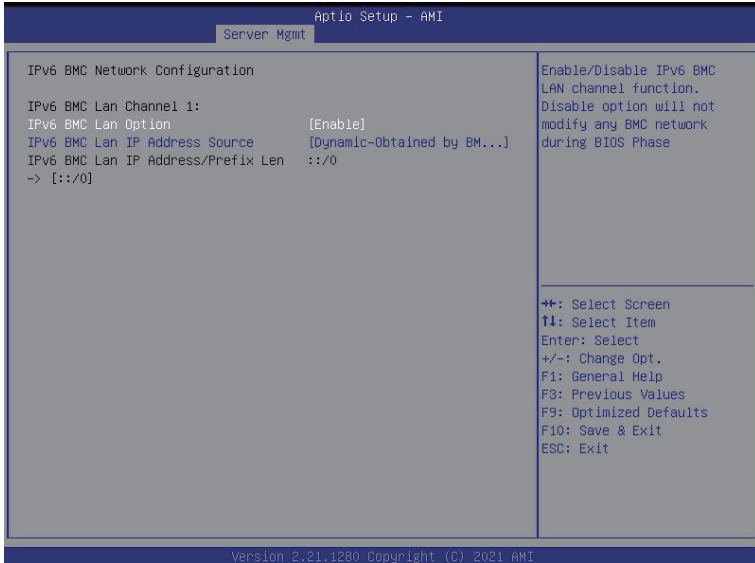 Aptio Setup – AMI
Server Mgmt
IPv6 BMC Network Configuration
IPv6 BMC Lan Channel 1:
IPv6 BMC Lan Option [Enable]
IPv6 BMC Lan IP Address Source [Dynamic-Obtained by BM...]
IPv6 BMC Lan IP Address/Prefix Len ::/0
-> [::/0]
Enable/Disable IPv6 BMC
LAN channel function.
Disable option will not
modify any BMC network
during BIOS Phase
→←: Select Screen
↑↓: Select Item
Enter: Select
+/-: Change Opt.
F1: General Help
F3: Previous Values
F9: Optimized Defaults
F10: Save & Exit
ESC: Exit
Version 2.21.1280 Copyright (C) 2021 AMI